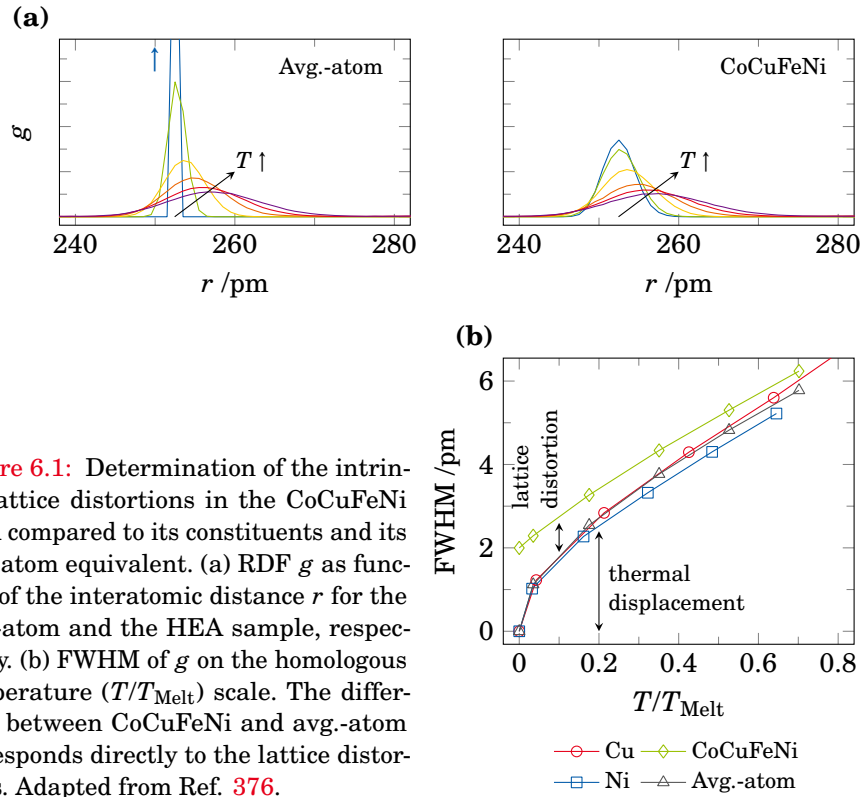 (a)
Avg.-atom
CoCuFeNi
g
T ↑
T ↑
240
260
280
240
260
280
r /pm
r /pm
(b)
6
4
2
0
FWHM /pm
lattice
distortion
thermal
displacement
0
0.2
0.4
0.6
0.8
T/T_Melt
Cu
CoCuFeNi
Ni
Avg.-atom
re 6.1: Determination of the intrin-
attice distortions in the CoCuFeNi
compared to its constituents and its
atom equivalent. (a) RDF g as func-
of the interatomic distance r for the
-atom and the HEA sample, respec-
y. (b) FWHM of g on the homologous
perature (T/T_Melt) scale. The differ-
between CoCuFeNi and avg.-atom
esponds directly to the lattice distor-
s. Adapted from Ref. 376.